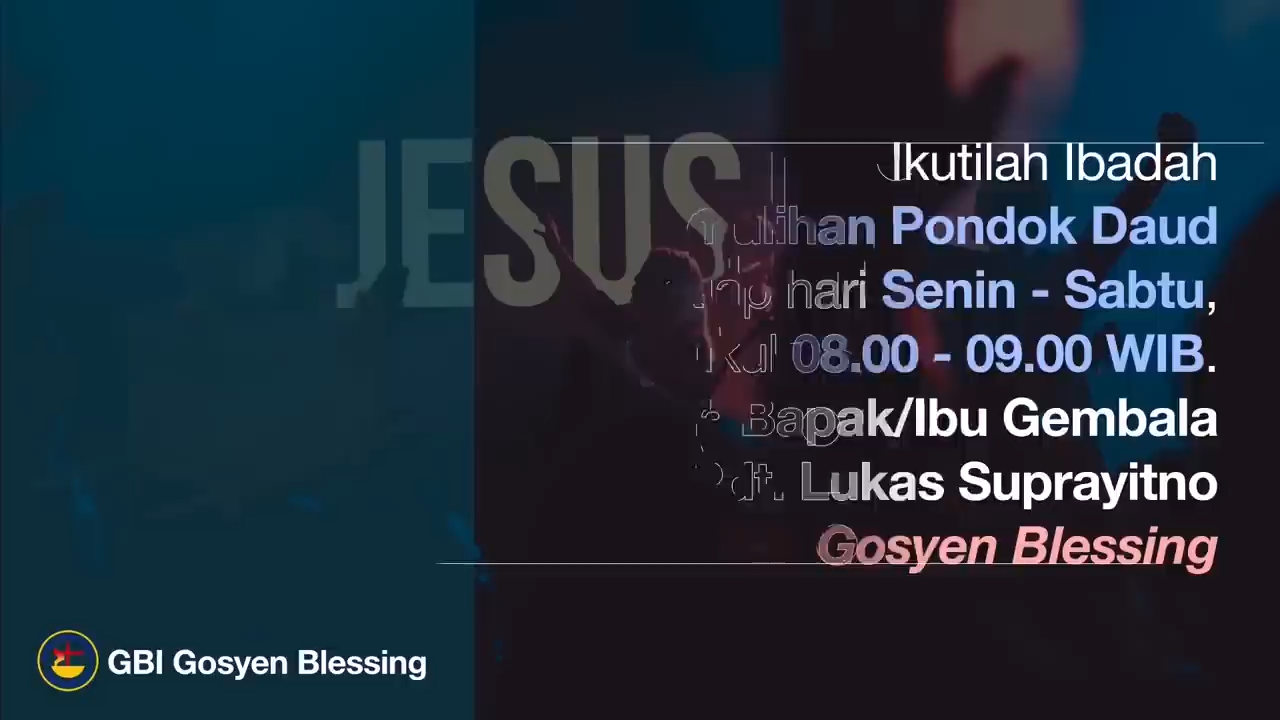 JESUS
Ikutilah Ibadah
Pondok Daud
hari Senin - Sabtu,
08.00 - 09.00 WIB.
Bapak/Ibu Gembala
Pdt. Lukas Suprayitno
Gosyen Blessing
GBI Gosyen Blessing